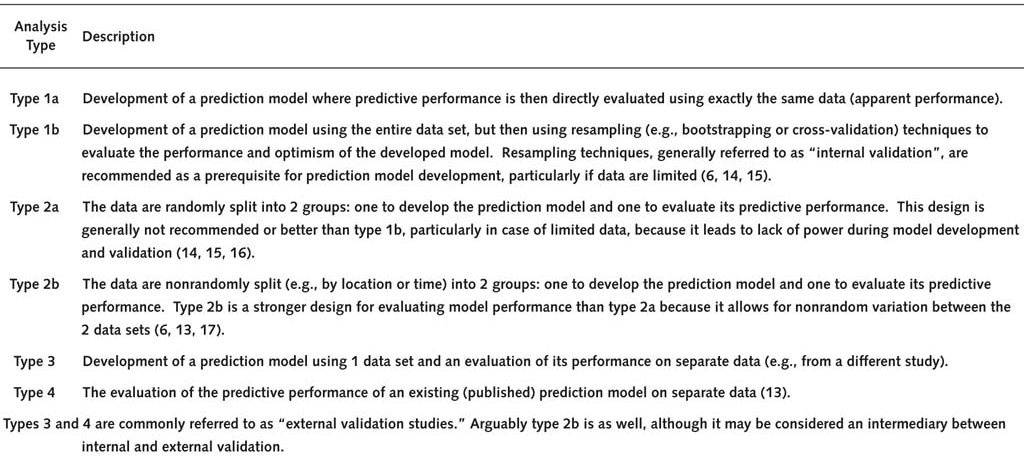 Analysis
Type
Description
Type 1a Development of a prediction model where predictive performance is then directly evaluated using exactly the same data (apparent performance).
Type 1b Development of a prediction model using the entire data set, but then using resampling (e.g., bootstrapping or cross-validation) techniques to
evaluate the performance and optimism of the developed model. Resampling techniques, generally referred to as “internal validation”, are
recommended as a prerequisite for prediction model development, particularly if data are limited (6, 14, 15).
Type 2a The data are randomly split into 2 groups: one to develop the prediction model and one to evaluate its predictive performance. This design is
generally not recommended or better than type 1b, particularly in case of limited data, because it leads to lack of power during model development
and validation (14, 15, 16).
Type 2b The data are nonrandomly split (e.g., by location or time) into 2 groups: one to develop the prediction model and one to evaluate its predictive
performance. Type 2b is a stronger design for evaluating model performance than type 2a because it allows for nonrandom variation between the
2 data sets (6, 13, 17).
Type 3 Development of a prediction model using 1 data set and an evaluation of its performance on separate data (e.g., from a different study).
Type 4 The evaluation of the predictive performance of an existing (published) prediction model on separate data (13).
Types 3 and 4 are commonly referred to as “external validation studies.” Arguably type 2b is as well, although it may be considered an intermediary between
internal and external validation.